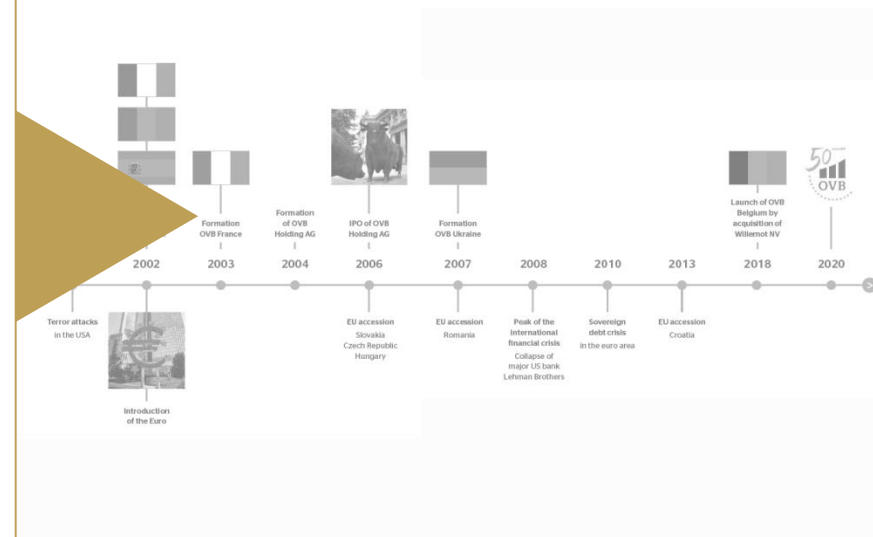 50
OVB
Formation
OVB France
Formation
of OVB
Holding AG
IPO of OVB
Holding AG
Formation
OVB Ukraine
Launch of OVB
Belgium by
acquisition of
Willemot NV
2002
2003
2004
2006
2007
2008
2010
2013
2018
2020
Terror attacks
in the USA
Introduction
of the Euro
EU accession
Slovakia
Czech Republic
Hungary
EU accession
Romania
Peak of the
international
financial crisis
Collapse of
major US bank
Lehman Brothers
Sovereign
debt crisis
in the euro area
EU accession
Croatia